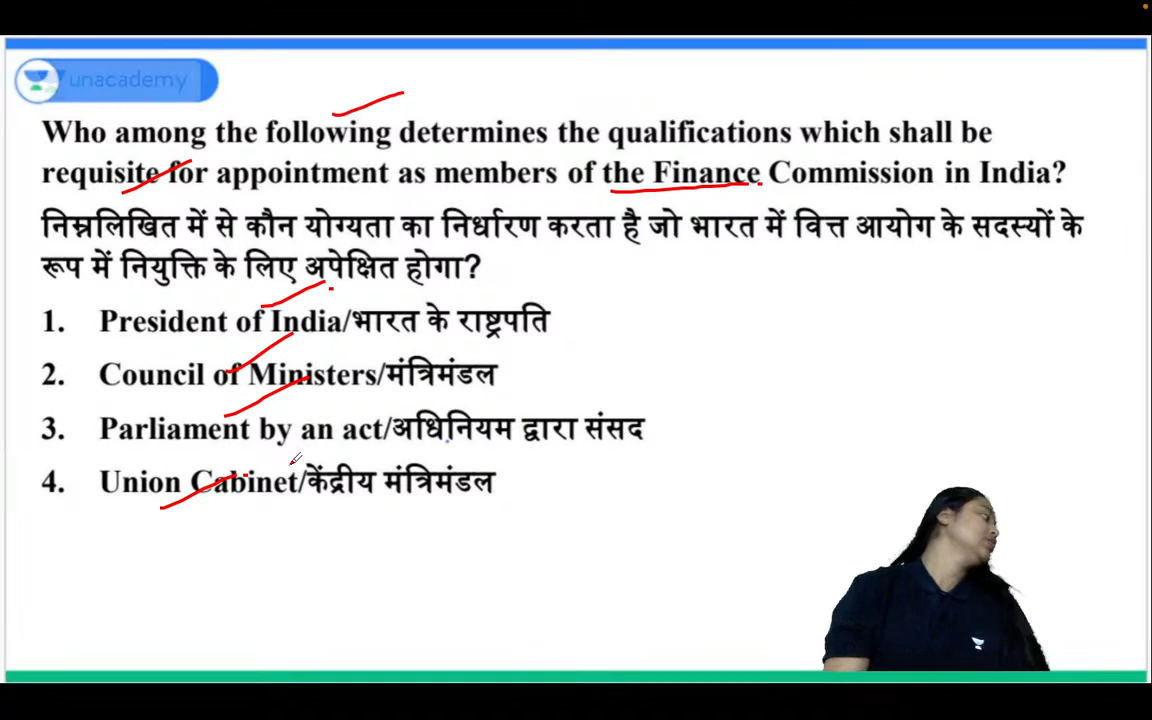 unacademy
Who among the following determines the qualifications which shall be
requisite for appointment as members of the Finance Commission in India?
निम्नलिखित में से कौन योग्यता का निर्धारण करता है जो भारत में वित्त आयोग के सदस्यों के
रूप में नियुक्ति के लिए अपेक्षित होगा?
1. President of India/भारत के राष्ट्रपति
2. Council of Ministers/मंत्रिमंडल
3. Parliament by an act/अधिनियम द्वारा संसद
4. Union Cabinet/केंद्रीय मंत्रिमंडल